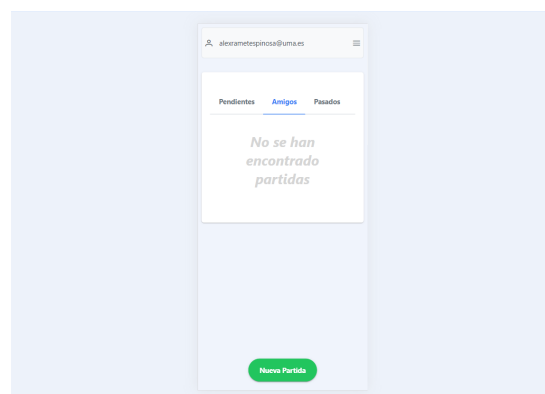 alexrametespinosa@uma.es
Pendientes Amigos Pasados
No se han
encontrado
partidas
Nueva Partida